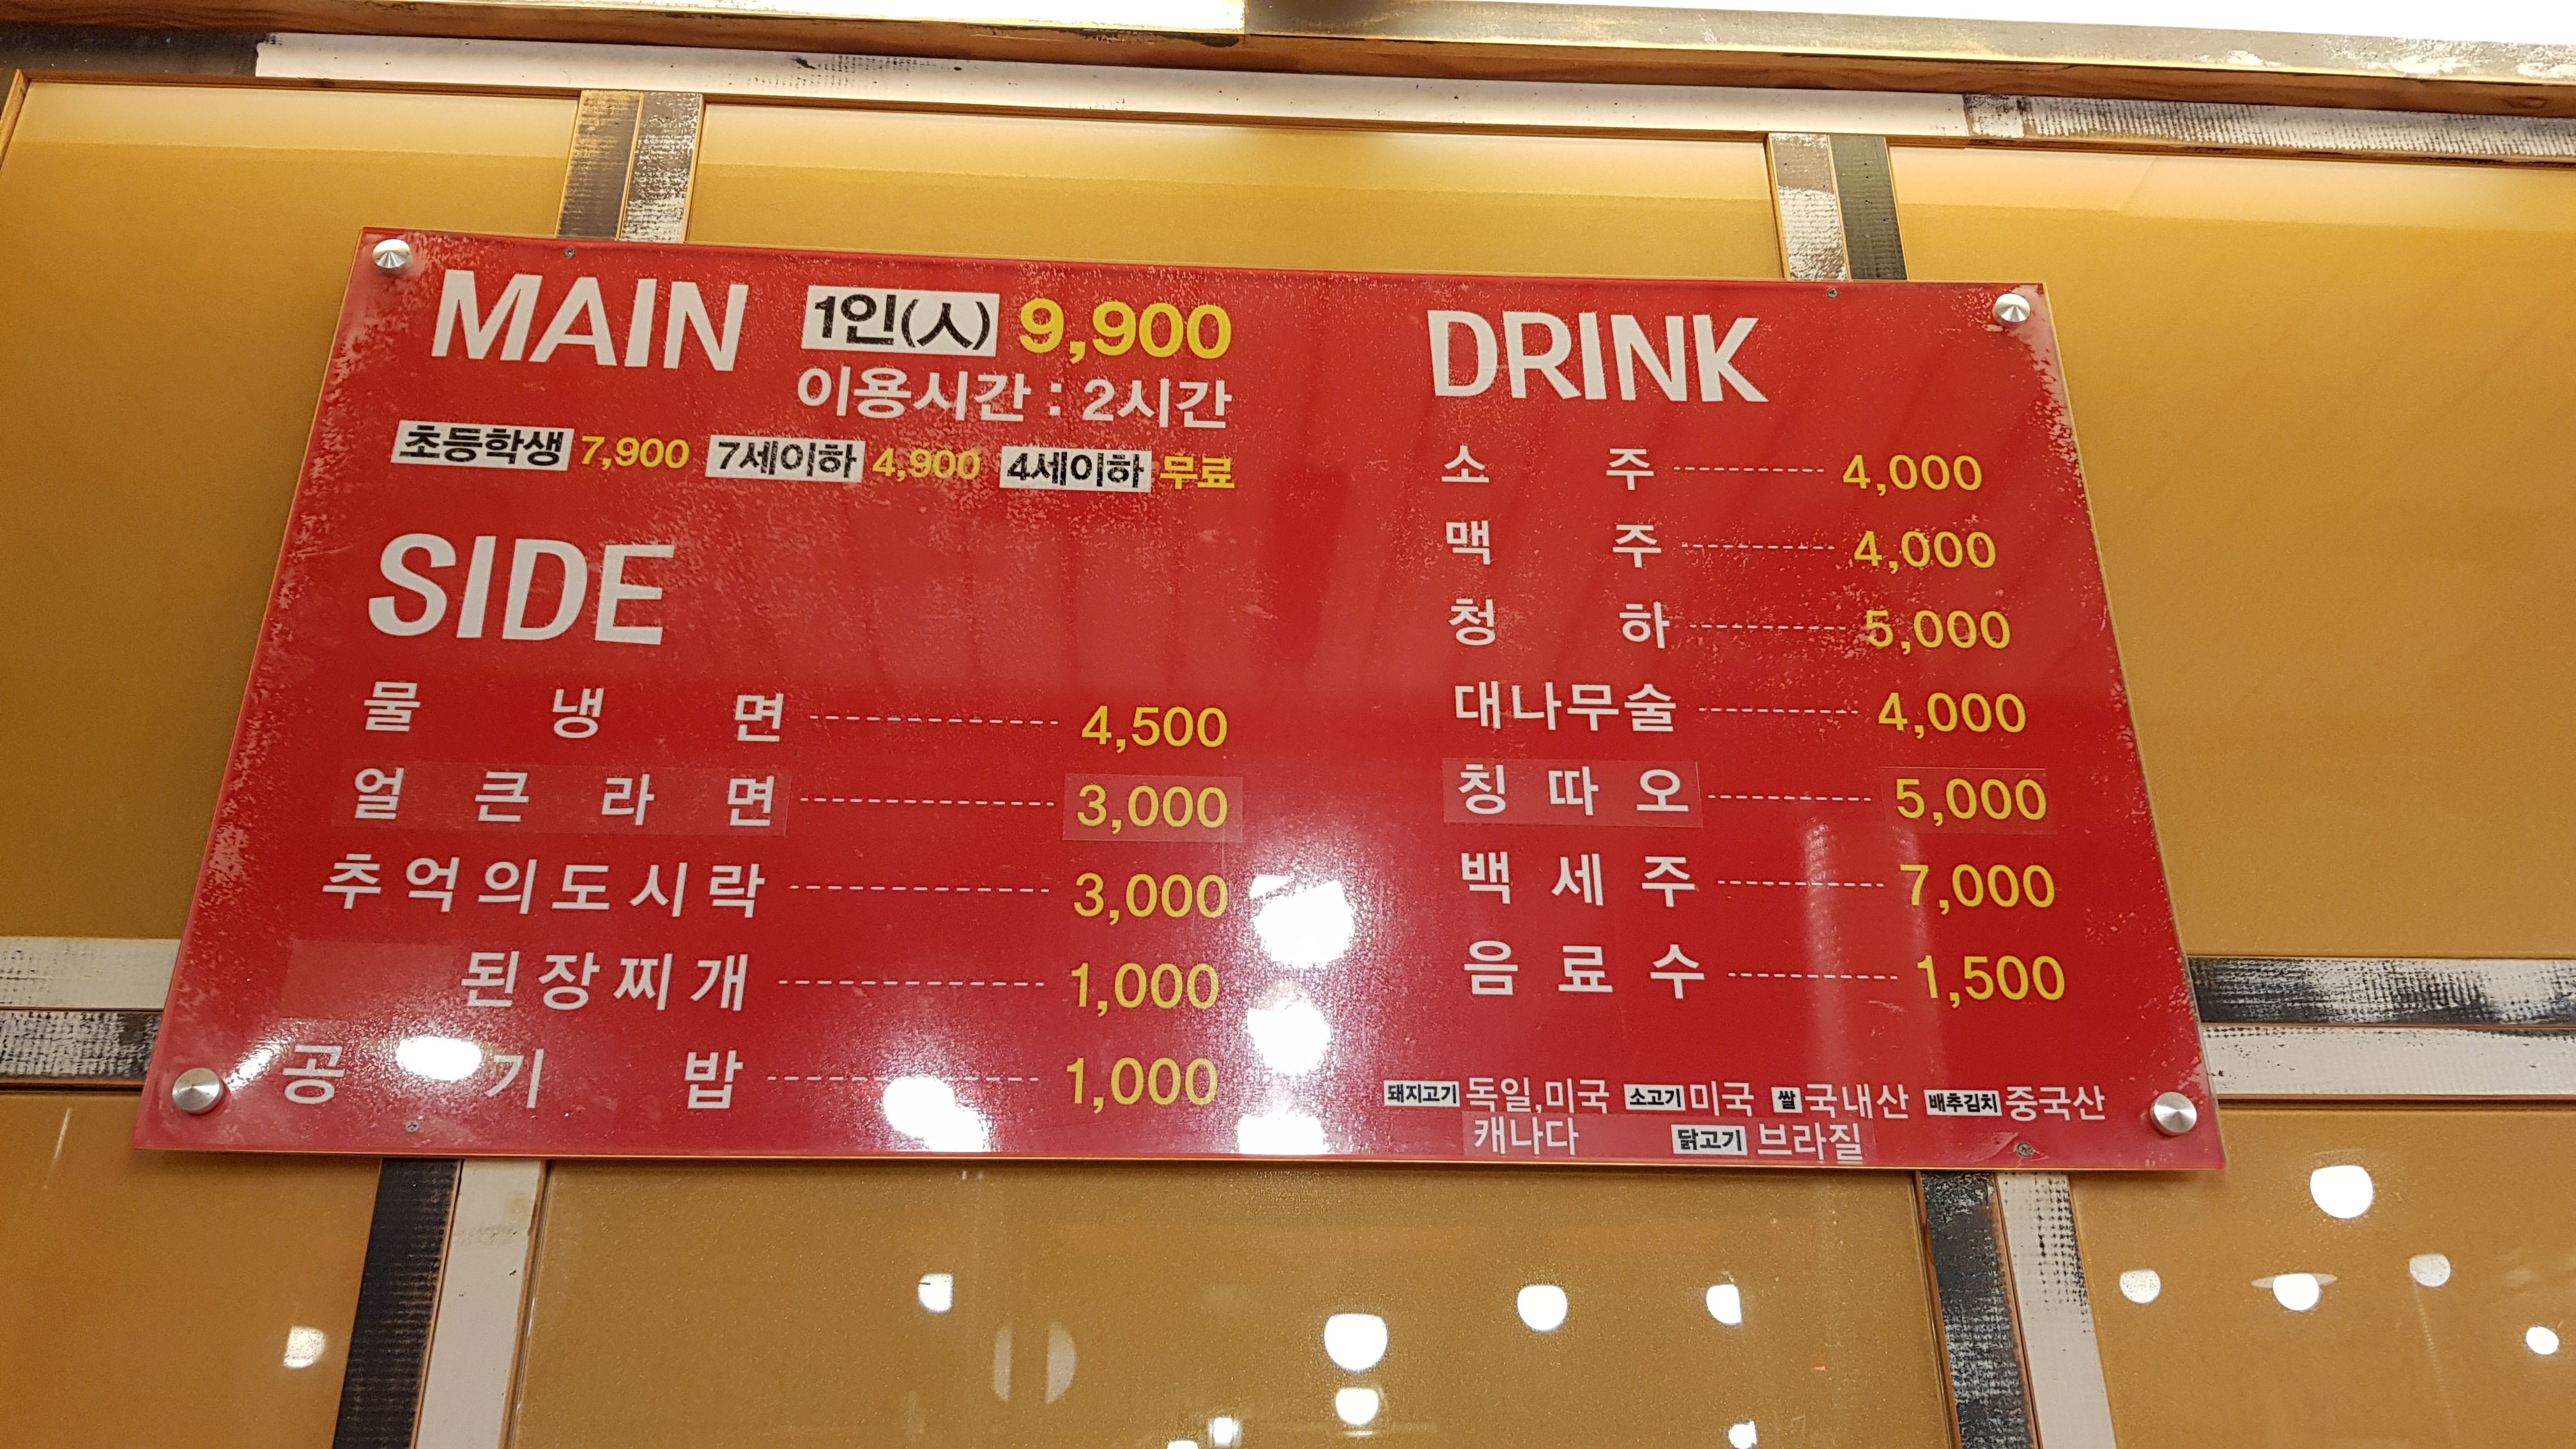 MAIN 1인(人) 9,900
이용시간 : 2시간
초등학생 7,900 7세이하 4,900 4세이하 무료
SIDE
물냉면 4,500
얼큰라면 3,000
추억의도시락 3,000
된장찌개 1,000
공기밥 1,000
DRINK
소주 4,000
맥주 4,000
청하 5,000
대나무술 4,000
칭따오 5,000
백세주 7,000
음료수 1,500
돼지고기 독일,미국 소고기 미국 쌀 국내산 배추김치 중국산
캐나다 닭고기 브라질